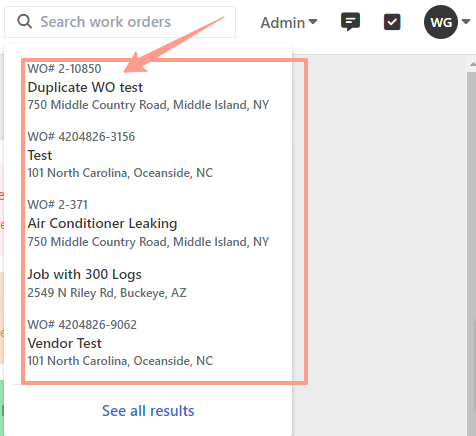 Search work orders
Admin
WG
WO# 2-10850
Duplicate WO test
750 Middle Country Road, Middle Island, NY
WO# 4204826-3156
Test
101 North Carolina, Oceanside, NC
WO# 2-371
Air Conditioner Leaking
750 Middle Country Road, Middle Island, NY
Job with 300 Logs
2549 N Riley Rd, Buckeye, AZ
WO# 4204826-9062
Vendor Test
101 North Carolina, Oceanside, NC
See all results